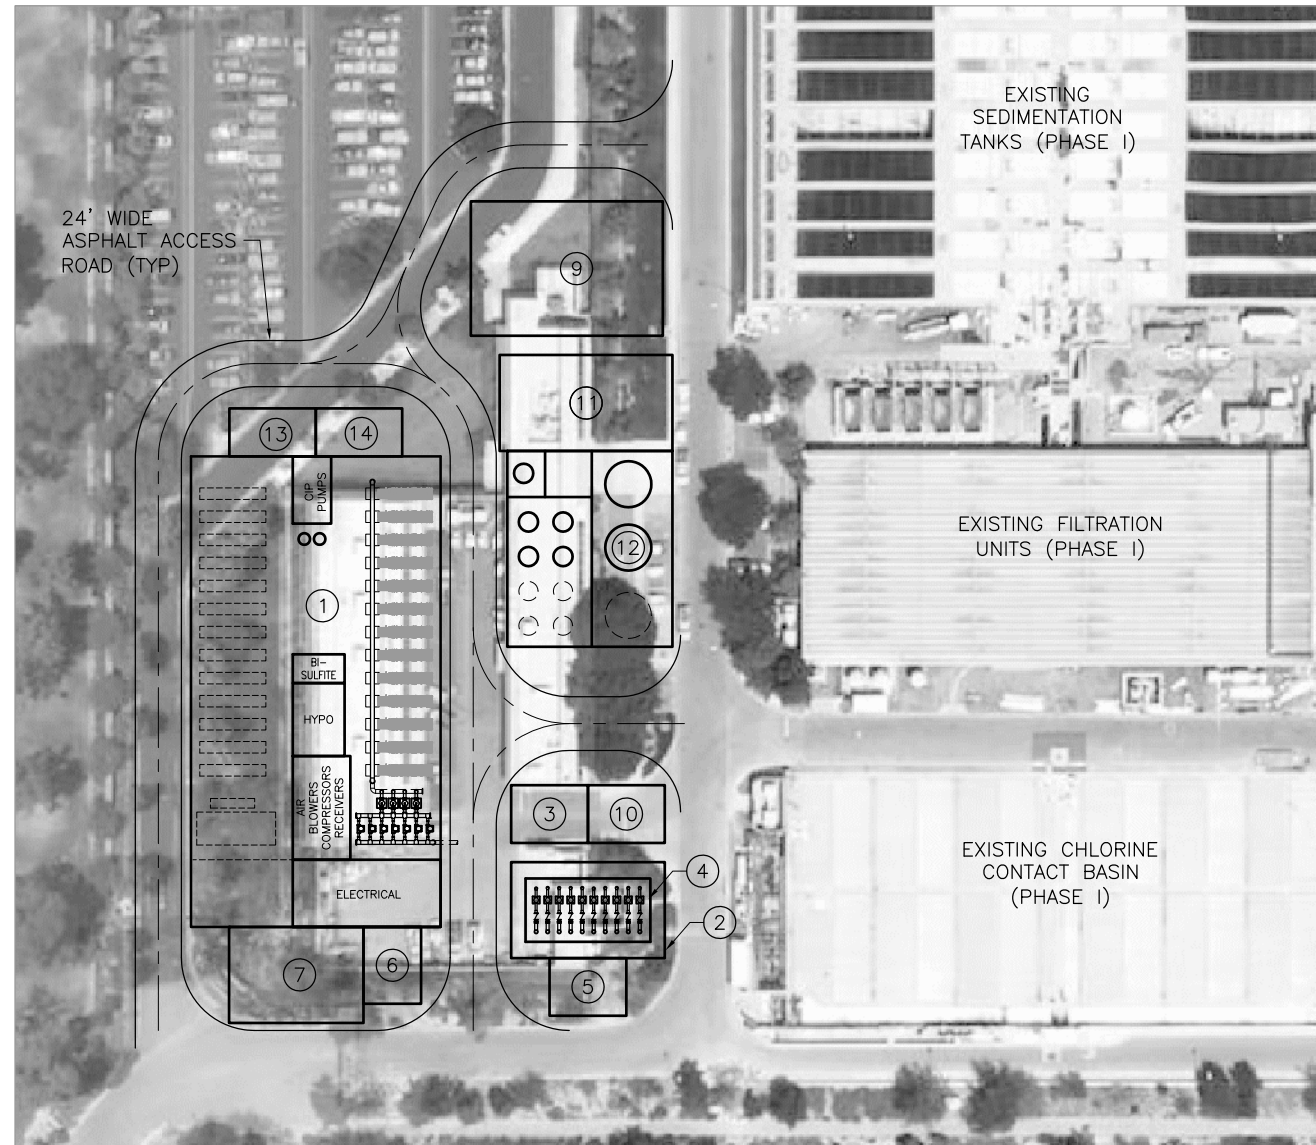 EXISTING
SEDIMENTATION
TANKS (PHASE I)
24' WIDE
ASPHALT ACCESS
ROAD (TYP)
9
11
13
14
CIP
PUMPS
12
EXISTING FILTRATION
UNITS (PHASE I)
1
BI-
SULFITE
HYPO
AIR
BLOWERS
COMPRESSORS
RECEIVERS
3
10
EXISTING CHLORINE
CONTACT BASIN
(PHASE I)
4
ELECTRICAL
2
7
6
5